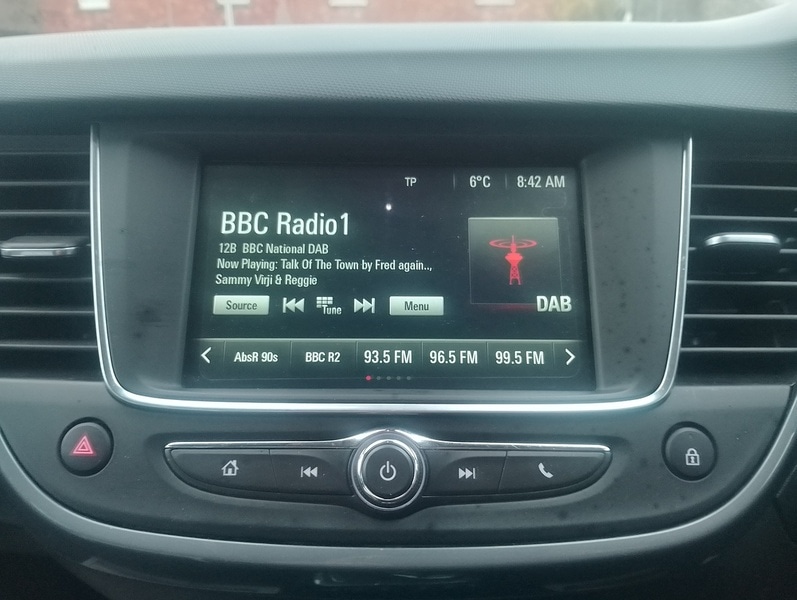 TP 6°C 8:42 AM
BBC Radio1
12B BBC National DAB
Now Playing: Talk Of The Town by Fred again..,
Sammy Virji & Reggie
DAB
Source Tune Menu
AbsR 90s BBC R2 93.5 FM 96.5 FM 99.5 FM